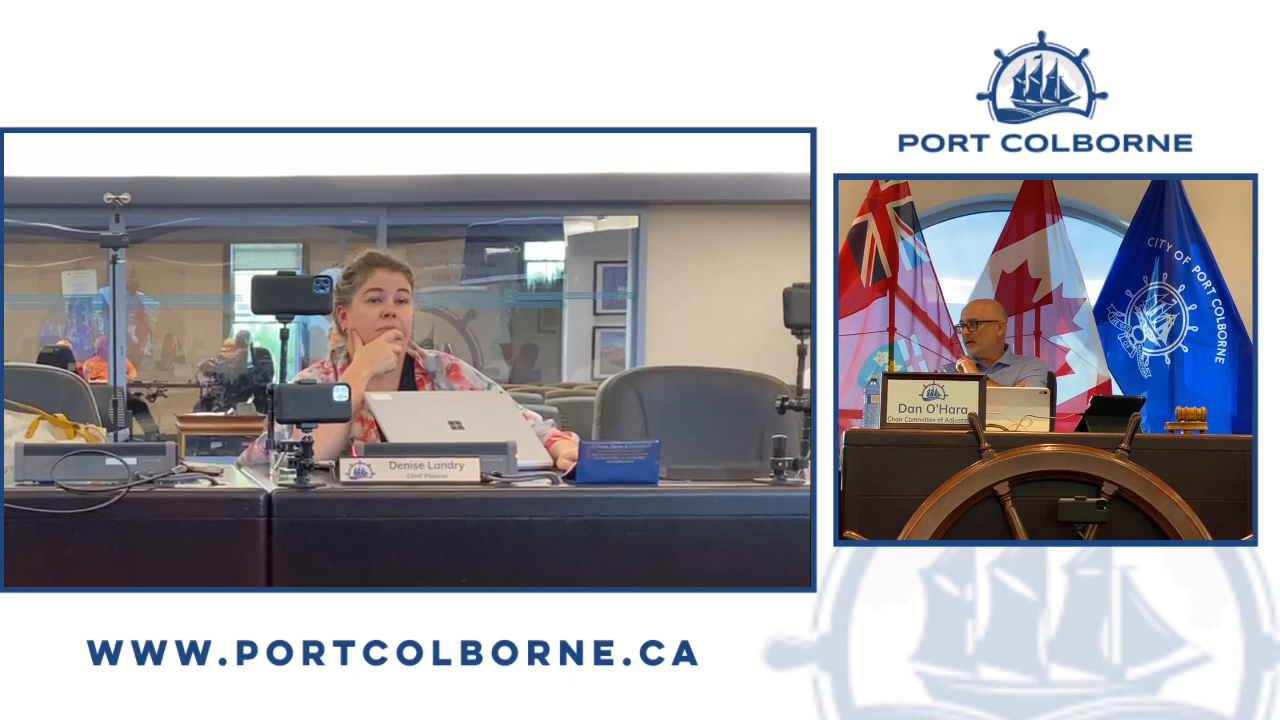 PORT COLBORNE
CITY OF PORT COLBORNE
Dan O'Hara
Chair Committee of Adjustment
Denise Landry
Chief Planner
WWW.PORTCOLBORNE.CA